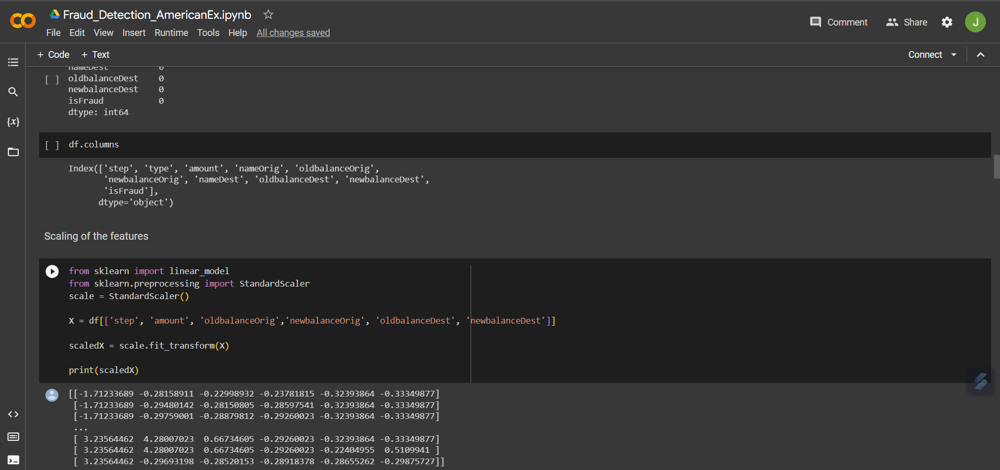 Fraud_Detection_AmericanEx.ipynb
File Edit View Insert Runtime Tools Help All changes saved
Comment Share J
+ Code + Text
Connect
nameDest 0
[ ] oldbalanceDest 0
newbalanceDest 0
isFraud 0
dtype: int64
{x}
[ ] df.columns
Index(['step', 'type', 'amount', 'nameOrig', 'oldbalanceOrig',
'newbalanceOrig', 'nameDest', 'oldbalanceDest', 'newbalanceDest',
'isFraud'],
dtype='object')
Scaling of the features
from sklearn import linear_model
from sklearn.preprocessing import StandardScaler
scale = StandardScaler()
X = df[['step', 'amount', 'oldbalanceOrig','newbalanceOrig', 'oldbalanceDest', 'newbalanceDest']]
scaledX = scale.fit_transform(X)
print(scaledX)
[[-1.71233689 -0.28158911 -0.22998932 -0.23781815 -0.32393864 -0.33349877]
[-1.71233689 -0.29480142 -0.28150805 -0.28597541 -0.32393864 -0.33349877]
[-1.71233689 -0.29759001 -0.28879812 -0.29260023 -0.32393864 -0.33349877]
...
[ 3.23564462 4.28007023 0.66734605 -0.29260023 -0.32393864 -0.33349877]
[ 3.23564462 4.28007023 0.66734605 -0.29260023 -0.22404955 0.5109941 ]
[ 3.23564462 -0.29693198 -0.28520153 -0.28918378 -0.28655262 -0.29875727]]